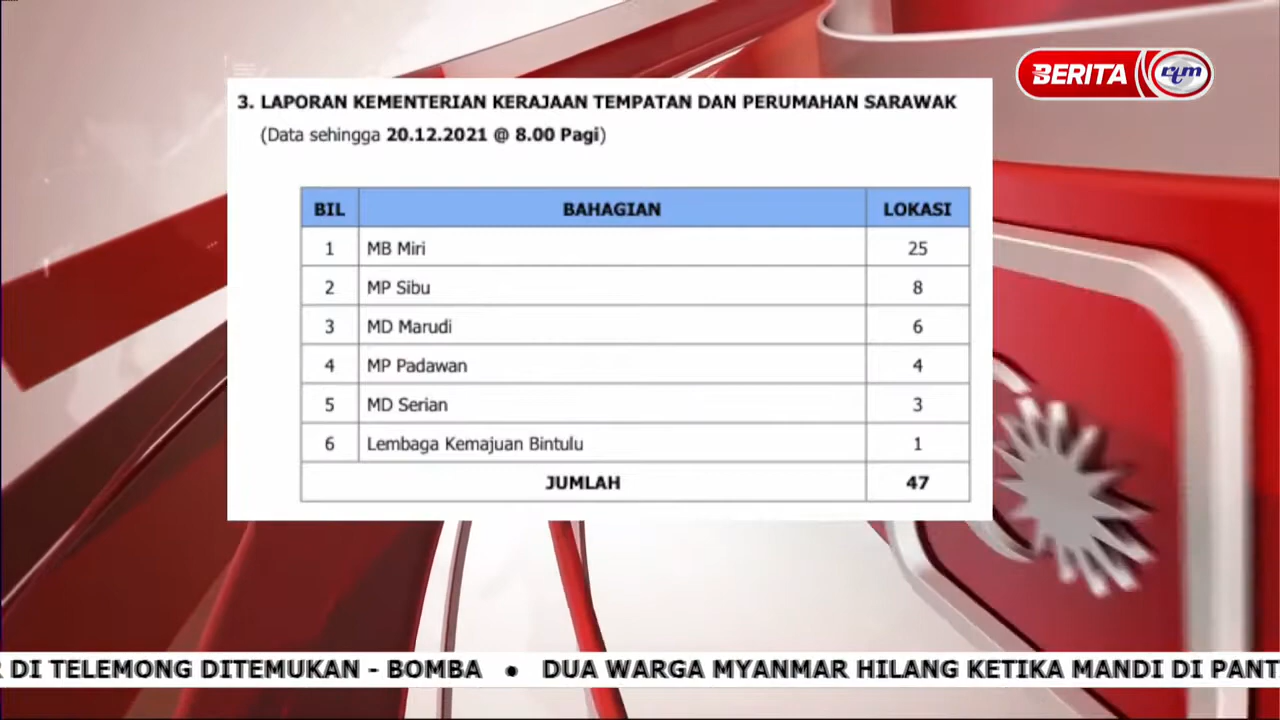 BERITA rtm
3. LAPORAN KEMENTERIAN KERAJAAN TEMPATAN DAN PERUMAHAN SARAWAK
(Data sehingga 20.12.2021 @ 8.00 Pagi)
BIL BAHAGIAN LOKASI
1 MB Miri 25
2 MP Sibu 8
3 MD Marudi 6
4 MP Padawan 4
5 MD Serian 3
6 Lembaga Kemajuan Bintulu 1
JUMLAH 47
R DI TELEMONG DITEMUKAN - BOMBA • DUA WARGA MYANMAR HILANG KETIKA MANDI DI PANT